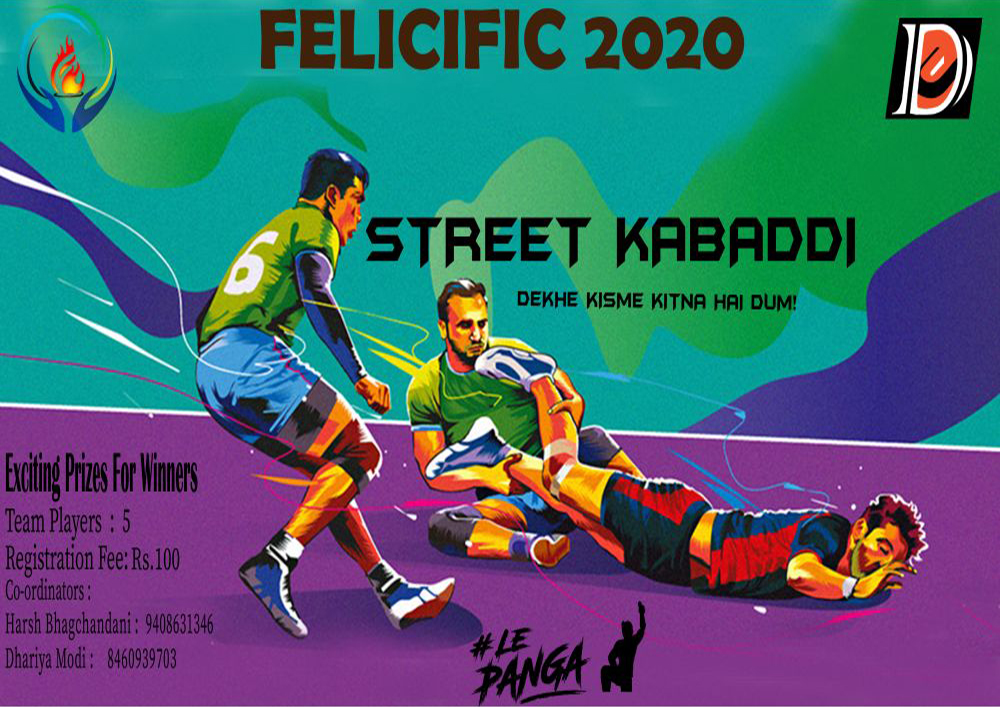 FELICIFIC 2020
STREET KABADDI
DEKHE KISME KITNA HAI DUM!
6
Exciting Prizes For Winners
Team Players : 5
Registration Fee: Rs.100
Co-ordinators :
Harsh Bhagchandani : 9408631346
Dhariya Modi : 8460939703
#LE
PANGA